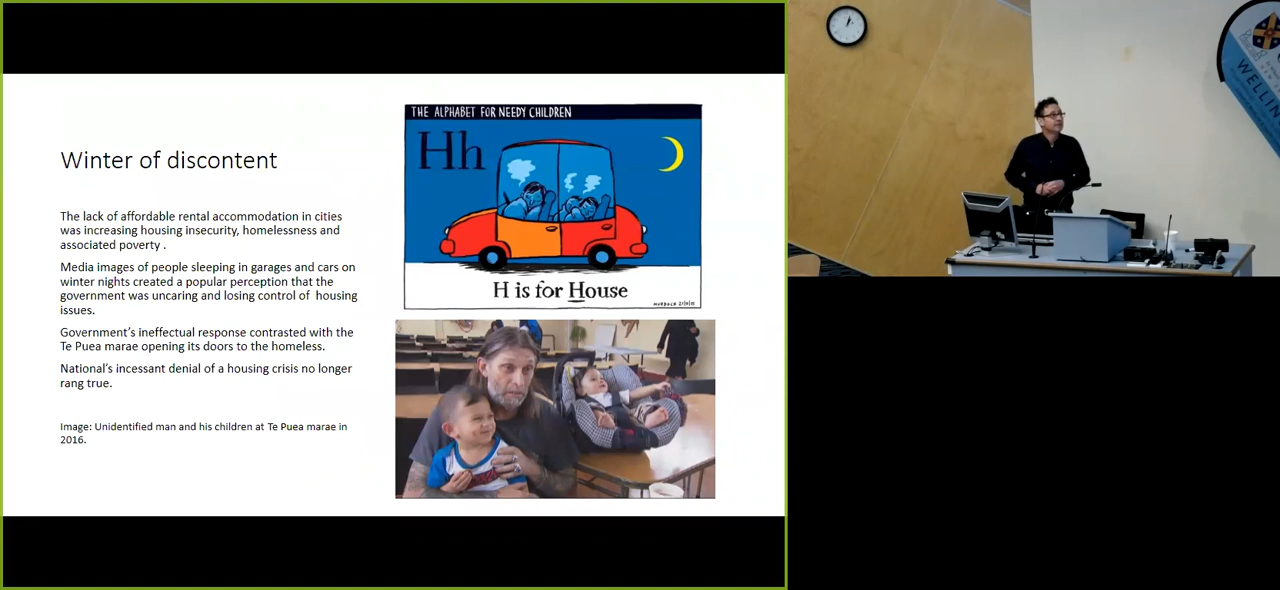 Winter of discontent
The lack of affordable rental accommodation in cities
was increasing housing insecurity, homelessness and
associated poverty .
Media images of people sleeping in garages and cars on
winter nights created a popular perception that the
government was uncaring and losing control of housing
issues.
Government's ineffectual response contrasted with the
Te Puea marae opening its doors to the homeless.
National's incessant denial of a housing crisis no longer
rang true.
Image: Unidentified man and his children at Te Puea marae in
2016.
THE ALPHABET FOR NEEDY CHILDREN
Hh
H is for House
MURDOCH
WELLIN